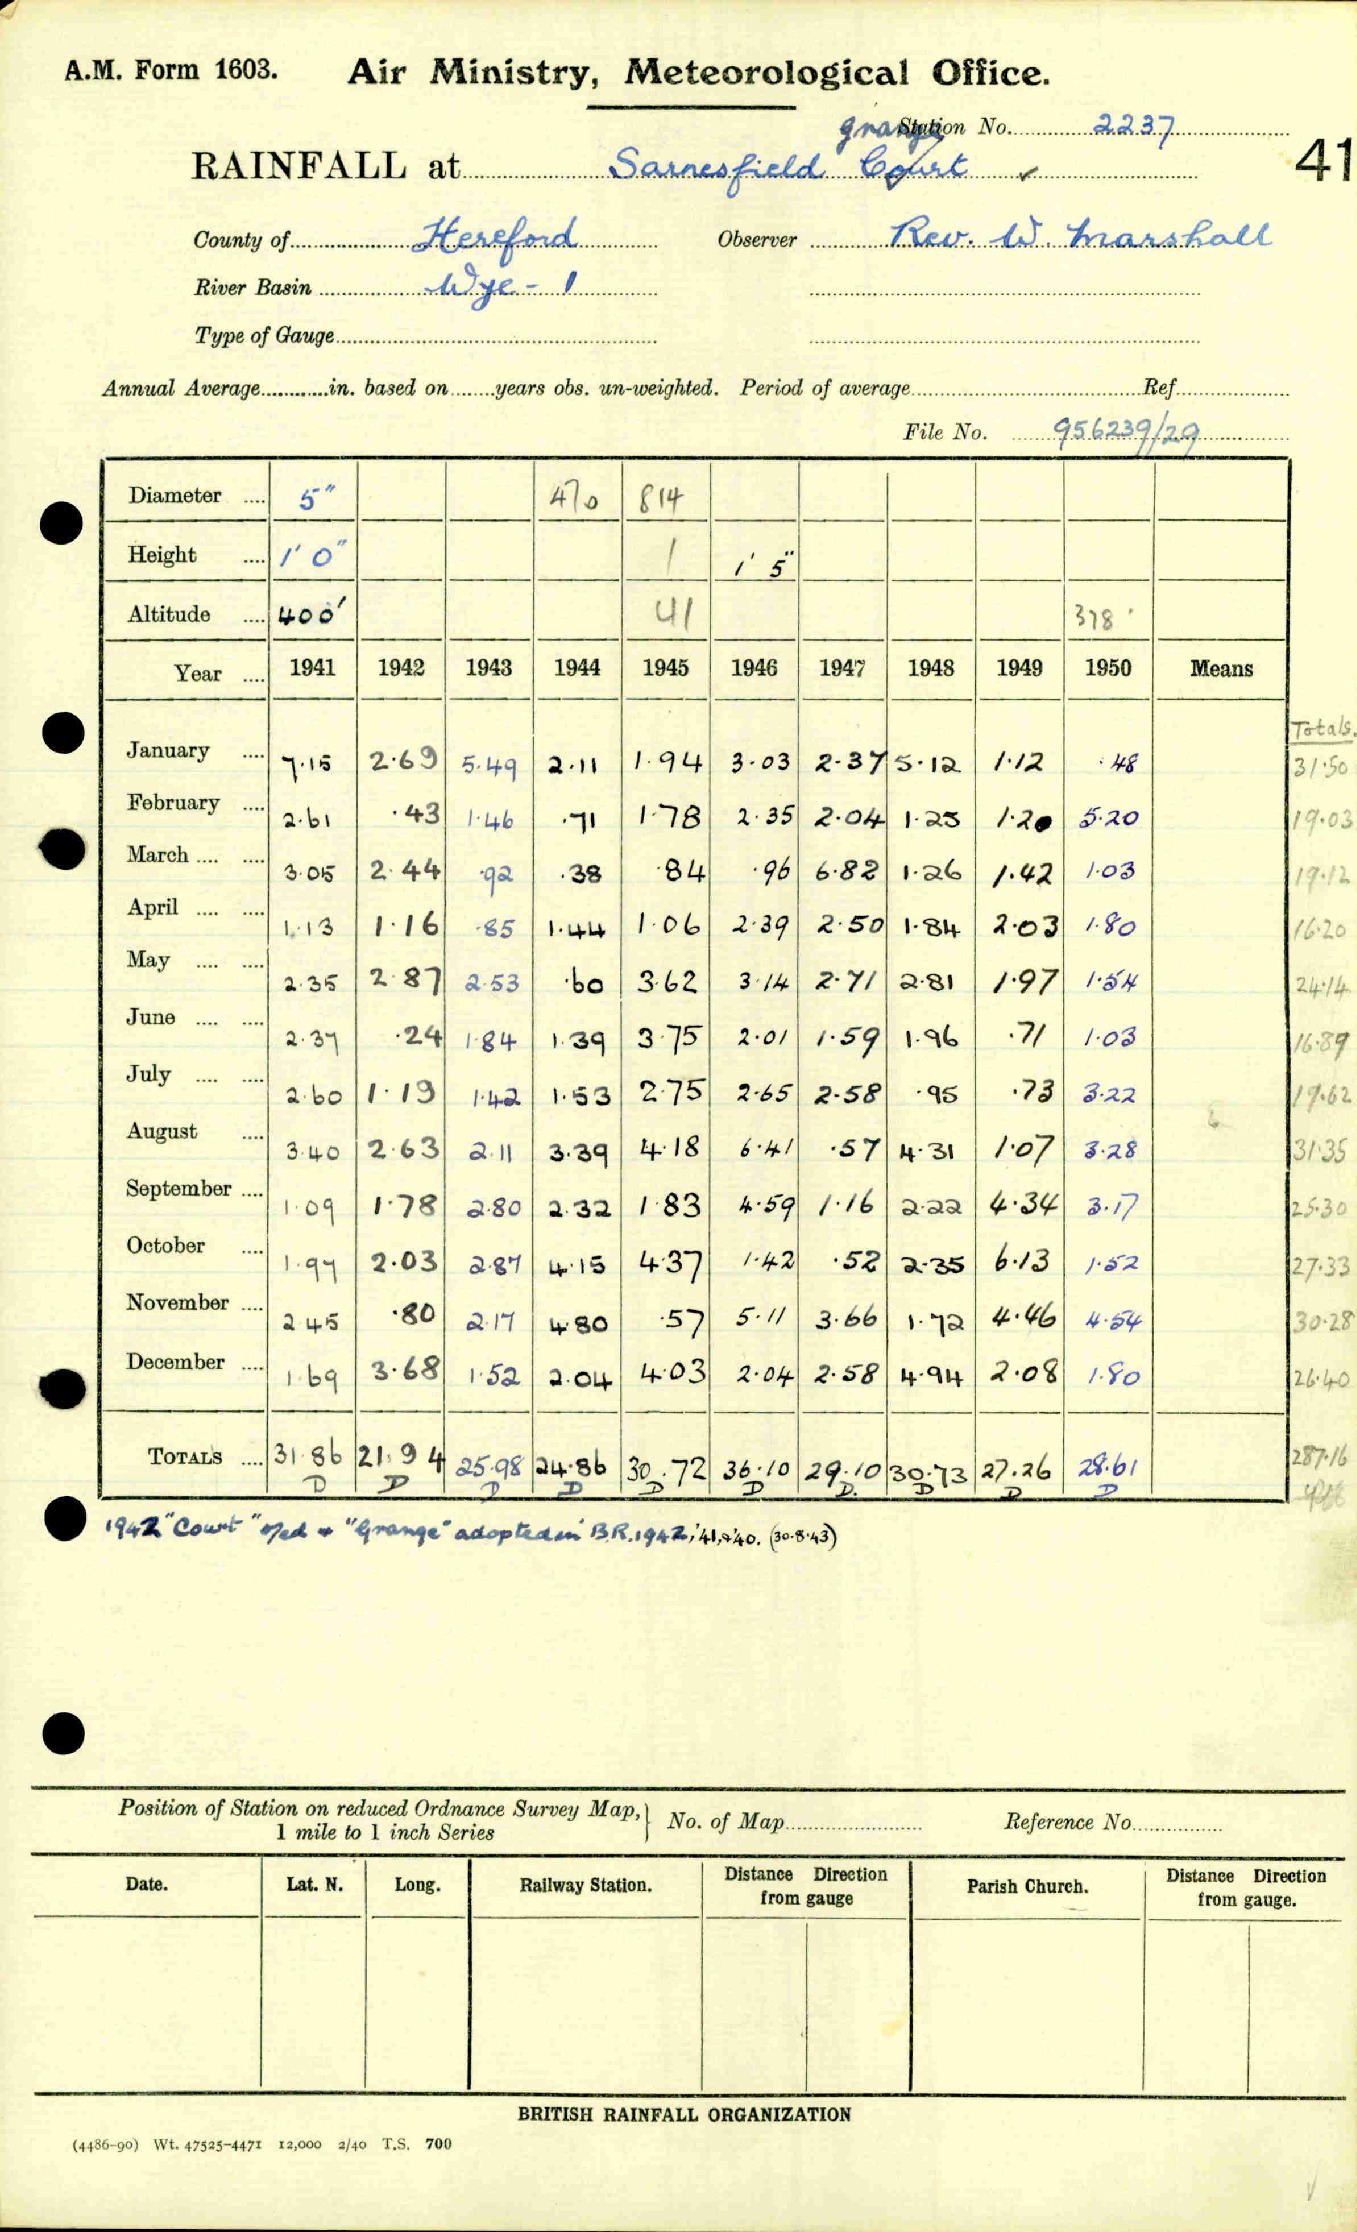 A.M. Form 1603. Air Ministry, Meteorological Office.
Grange Station No. 2237
RAINFALL at Sarnesfield Court ✓ 41
County of Hereford Observer Rev. W. Marshall
River Basin Wye - 1
Type of Gauge
Annual Average in. based on years obs. un-weighted. Period of average Ref
File No. 956239/29
Diameter .... 5" 470 814
Height .... 1' 0" 1 1' 5"
Altitude .... 400' 41 378'
Year .... 1941 1942 1943 1944 1945 1946 1947 1948 1949 1950 Means
Totals.
January .... 7.15 2.69 5.49 2.11 1.94 3.03 2.37 5.12 1.12 .48 31.50
February .... 2.61 .43 1.46 .71 1.78 2.35 2.04 1.25 1.20 5.20 19.03
March .... .... 3.05 2.44 .92 .38 .84 .96 6.82 1.26 1.42 1.03 19.12
April .... .... 1.13 1.16 .85 1.44 1.06 2.39 2.50 1.84 2.03 1.80 16.20
May .... .... 2.35 2.87 2.53 .60 3.62 3.14 2.71 2.81 1.97 1.54 24.14
June .... .... 2.37 .24 1.84 1.39 3.75 2.01 1.59 1.96 .71 1.03 16.89
July .... .... 2.60 1.19 1.42 1.53 2.75 2.65 2.58 .95 .73 3.22 19.62
August .... 3.40 2.63 2.11 3.39 4.18 6.41 .57 4.31 1.07 3.28 31.35
September .... 1.09 1.78 2.80 2.32 1.83 4.59 1.16 2.22 4.34 3.17 25.30
October .... 1.97 2.03 2.87 4.15 4.37 1.42 .52 2.35 6.13 1.52 27.33
November .... 2.45 .80 2.17 4.80 .57 5.11 3.66 1.72 4.46 4.54 30.28
December .... 1.69 3.68 1.52 2.04 4.03 2.04 2.58 4.94 2.08 1.80 26.40
TOTALS .... 31.86 21.94 25.98 24.86 30.72 36.10 29.10 30.73 27.26 28.61 287.16
D D D D D D D D D D
1942 "Court" o/ed & "Grange" adopted in B.R. 1942, '41, & '40. (30.8.43)
Position of Station on reduced Ordnance Survey Map, No. of Map Reference No.
1 mile to 1 inch Series
Date. Lat. N. Long. Railway Station. Distance Direction from gauge Parish Church. Distance Direction from gauge.
BRITISH RAINFALL ORGANIZATION
(4486-90) Wt. 47525-4471 12,000 2/40 T.S. 700